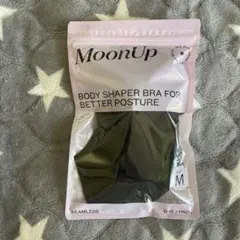 MoonUp
BODY SHAPER BRA FOR
BETTER POSTURE
M
SEAMLESS